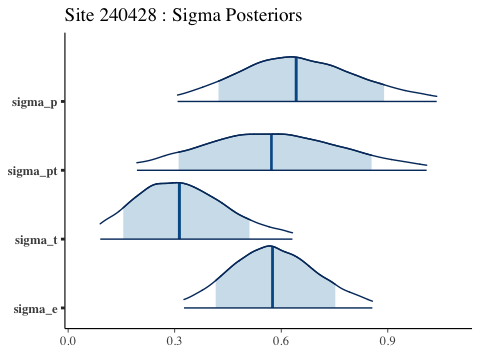 Site 240428 : Sigma Posteriors
sigma_p
sigma_pt
sigma_t
sigma_e
0.0 0.3 0.6 0.9